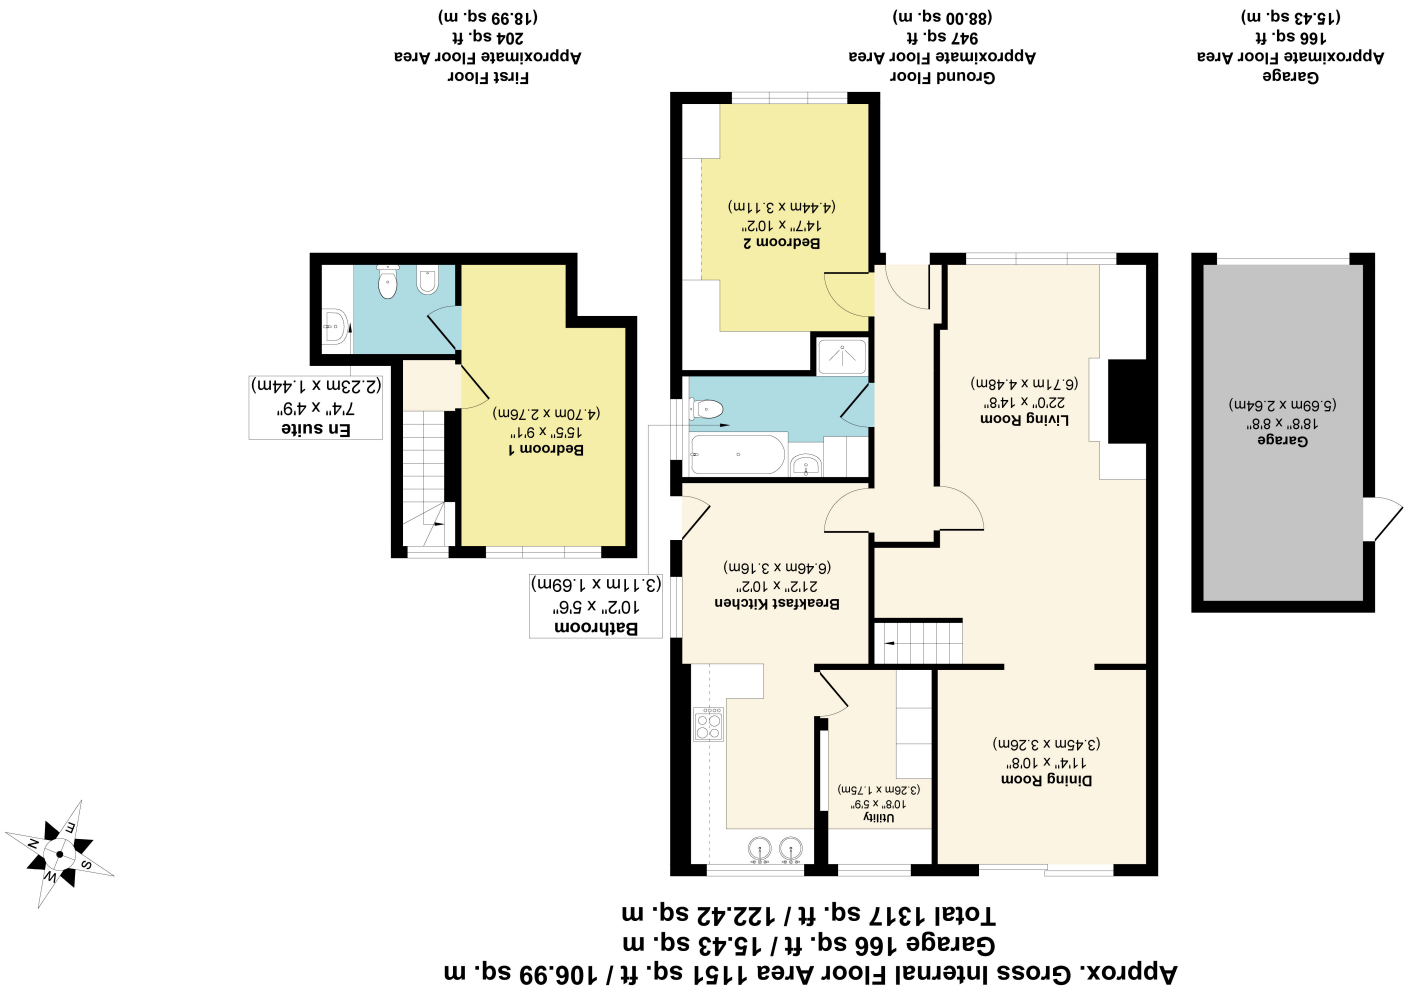 Approx. Gross Internal Floor Area 1151 sq. ft / 106.99 sq. m
Garage 166 sq. ft / 15.43 sq. m
Total 1317 sq. ft / 122.42 sq. m
Dining Room
11'4" x 10'8"
(3.45m x 3.26m)
Utility
10'8" x 5'9"
(3.26m x 1.75m)
Breakfast Kitchen
21'2" x 10'2"
(6.46m x 3.16m)
Bathroom
10'2" x 5'6"
(3.11m x 1.69m)
Living Room
22'0" x 14'8"
(6.71m x 4.48m)
Bedroom 2
14'7" x 10'2"
(4.44m x 3.11m)
Garage
18'8" x 8'8"
(5.69m x 2.64m)
Bedroom 1
15'5" x 9'1"
(4.70m x 2.76m)
En suite
7'4" x 4'9"
(2.23m x 1.44m)
N
E
S
W
Garage
Approximate Floor Area
166 sq. ft
(15.43 sq. m)
Ground Floor
Approximate Floor Area
947 sq. ft
(88.00 sq. m)
First Floor
Approximate Floor Area
204 sq. ft
(18.99 sq. m)